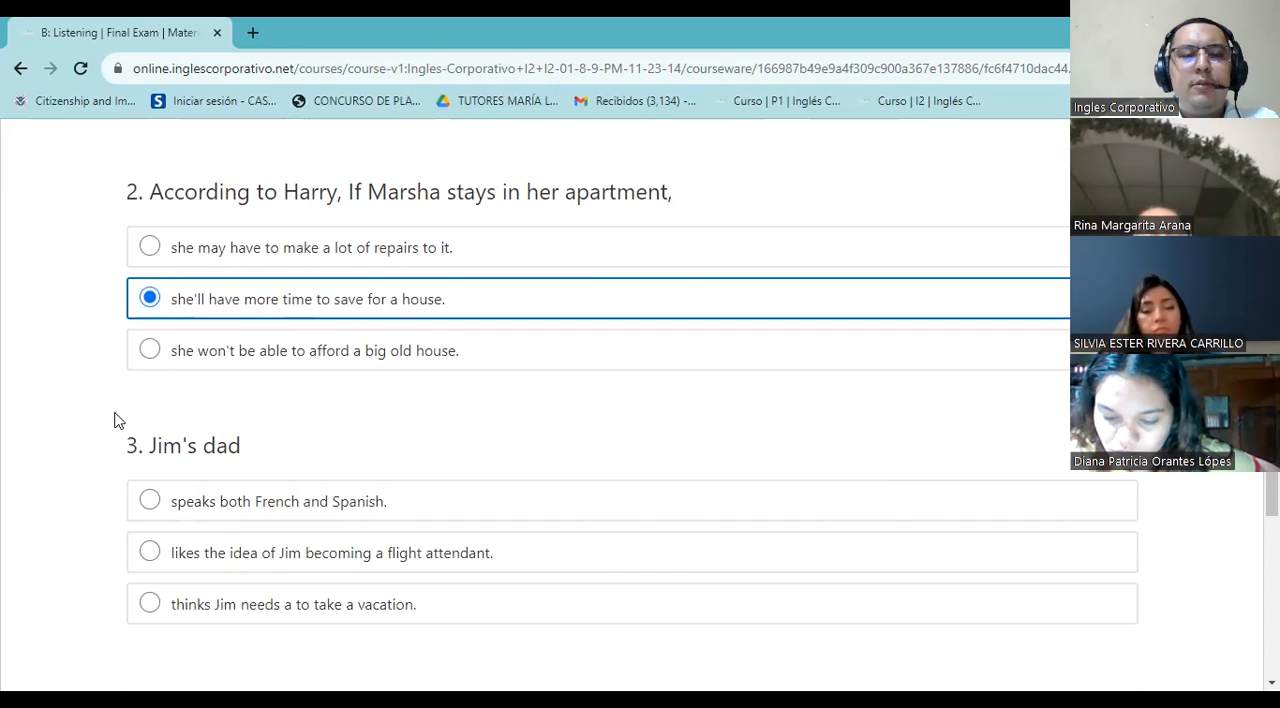 B: Listening | Final Exam | Mater
online.inglescorporativo.net/courses/course-v1:Ingles-Corporativo+I2+I2-01-8-9-PM-11-23-14/courseware/166987b49e9a4f309c900a367e137886/fc6f4710dac44.
Citizenship and Im... Iniciar sesión - CAS... CONCURSO DE PLA... TUTORES MARÍA L... Recibidos (3,134) -... Curso | P1 | Inglés C... Curso | I2 | Inglés C...
2. According to Harry, If Marsha stays in her apartment,
she may have to make a lot of repairs to it.
she'll have more time to save for a house.
she won't be able to afford a big old house.
3. Jim's dad
speaks both French and Spanish.
likes the idea of Jim becoming a flight attendant.
thinks Jim needs a to take a vacation.
Ingles Corporativo
Rina Margarita Arana
SILVIA ESTER RIVERA CARRILLO
Diana Patricia Orantes Lópes